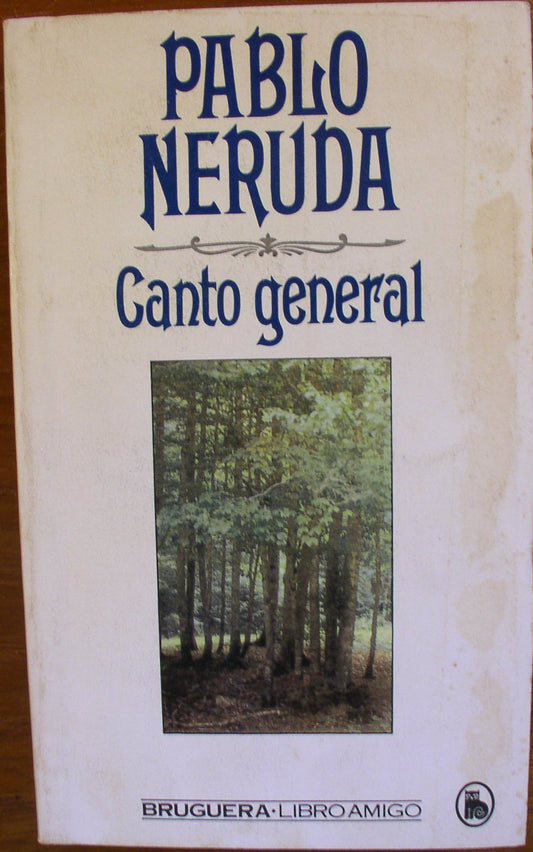 PABLO
NERUDA
Canto general
BRUGUERA·LIBRO AMIGO